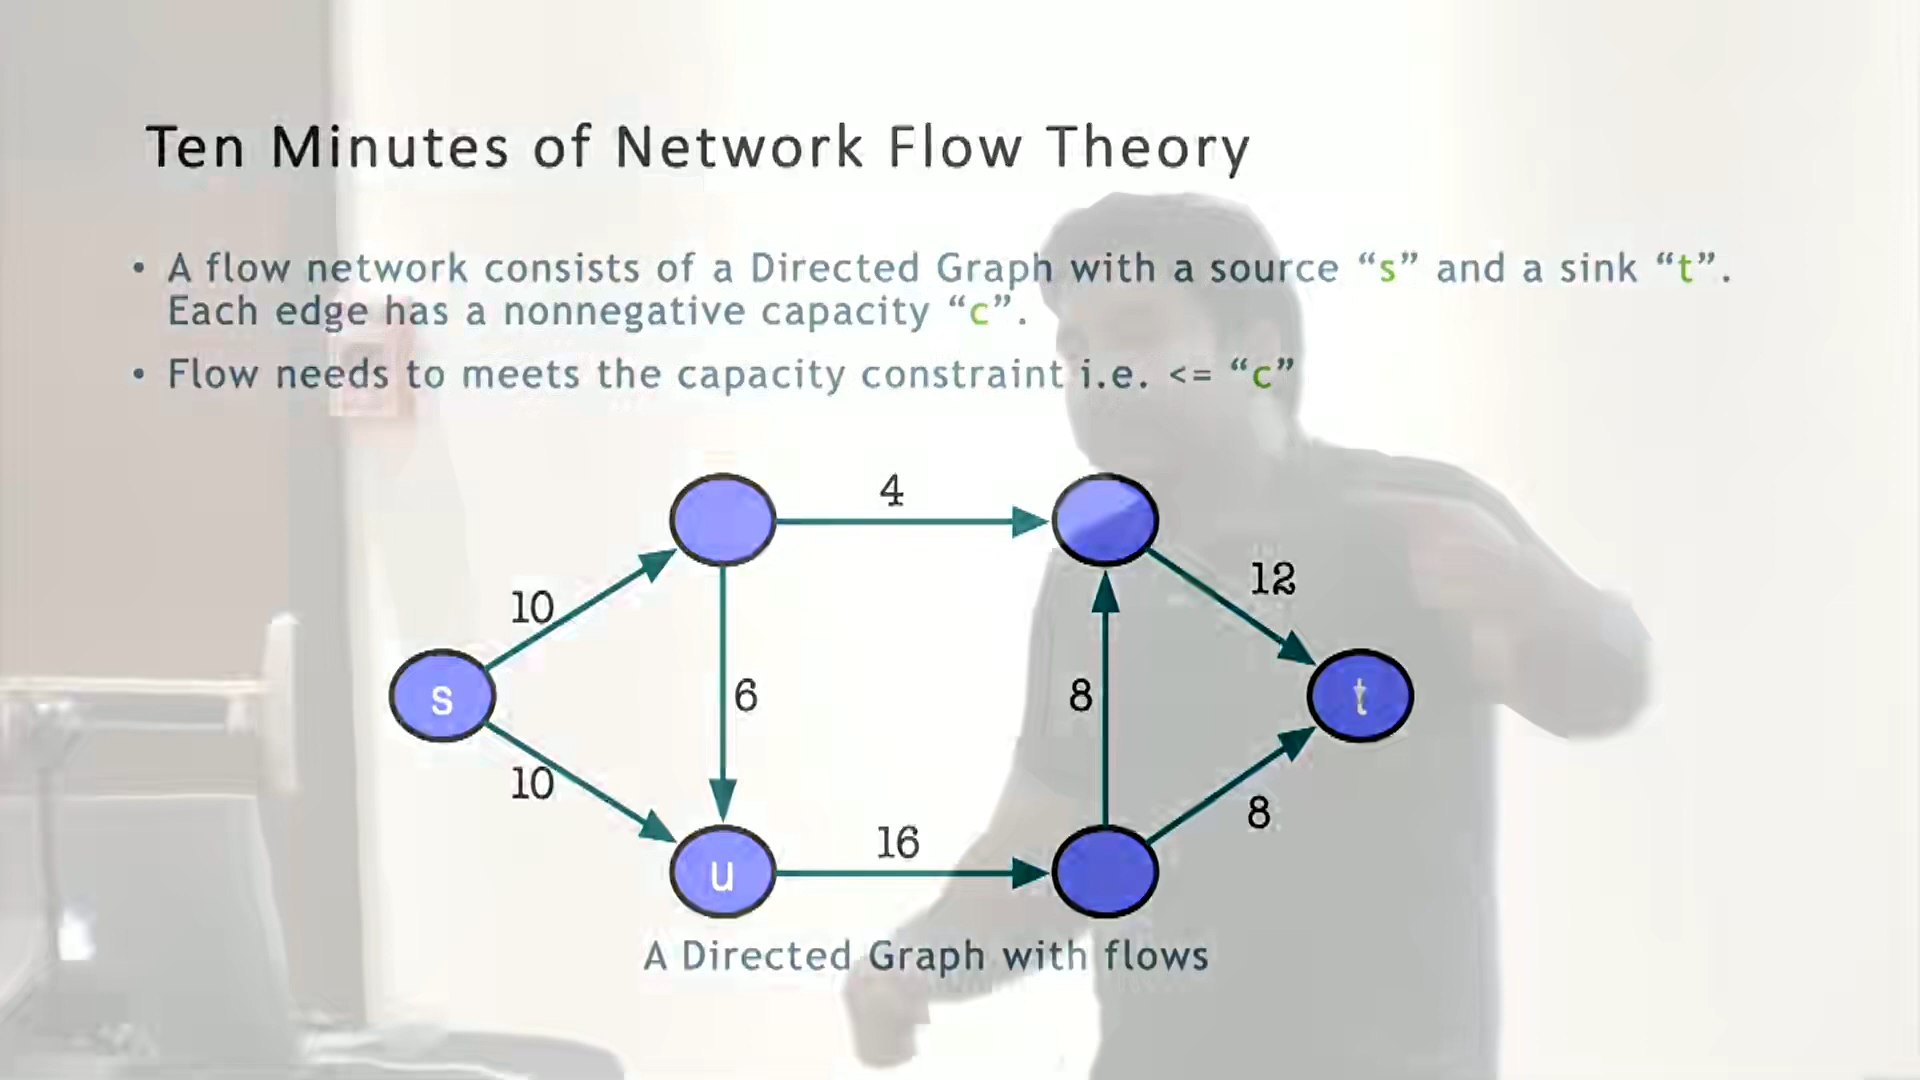 Ten Minutes of Network Flow Theory
• A flow network consists of a Directed Graph with a source “s” and a sink “t”.
Each edge has a nonnegative capacity “c”.
• Flow needs to meets the capacity constraint i.e. <= “c”
4
12
10
s
6
8
t
10
16
8
u
A Directed Graph with flows